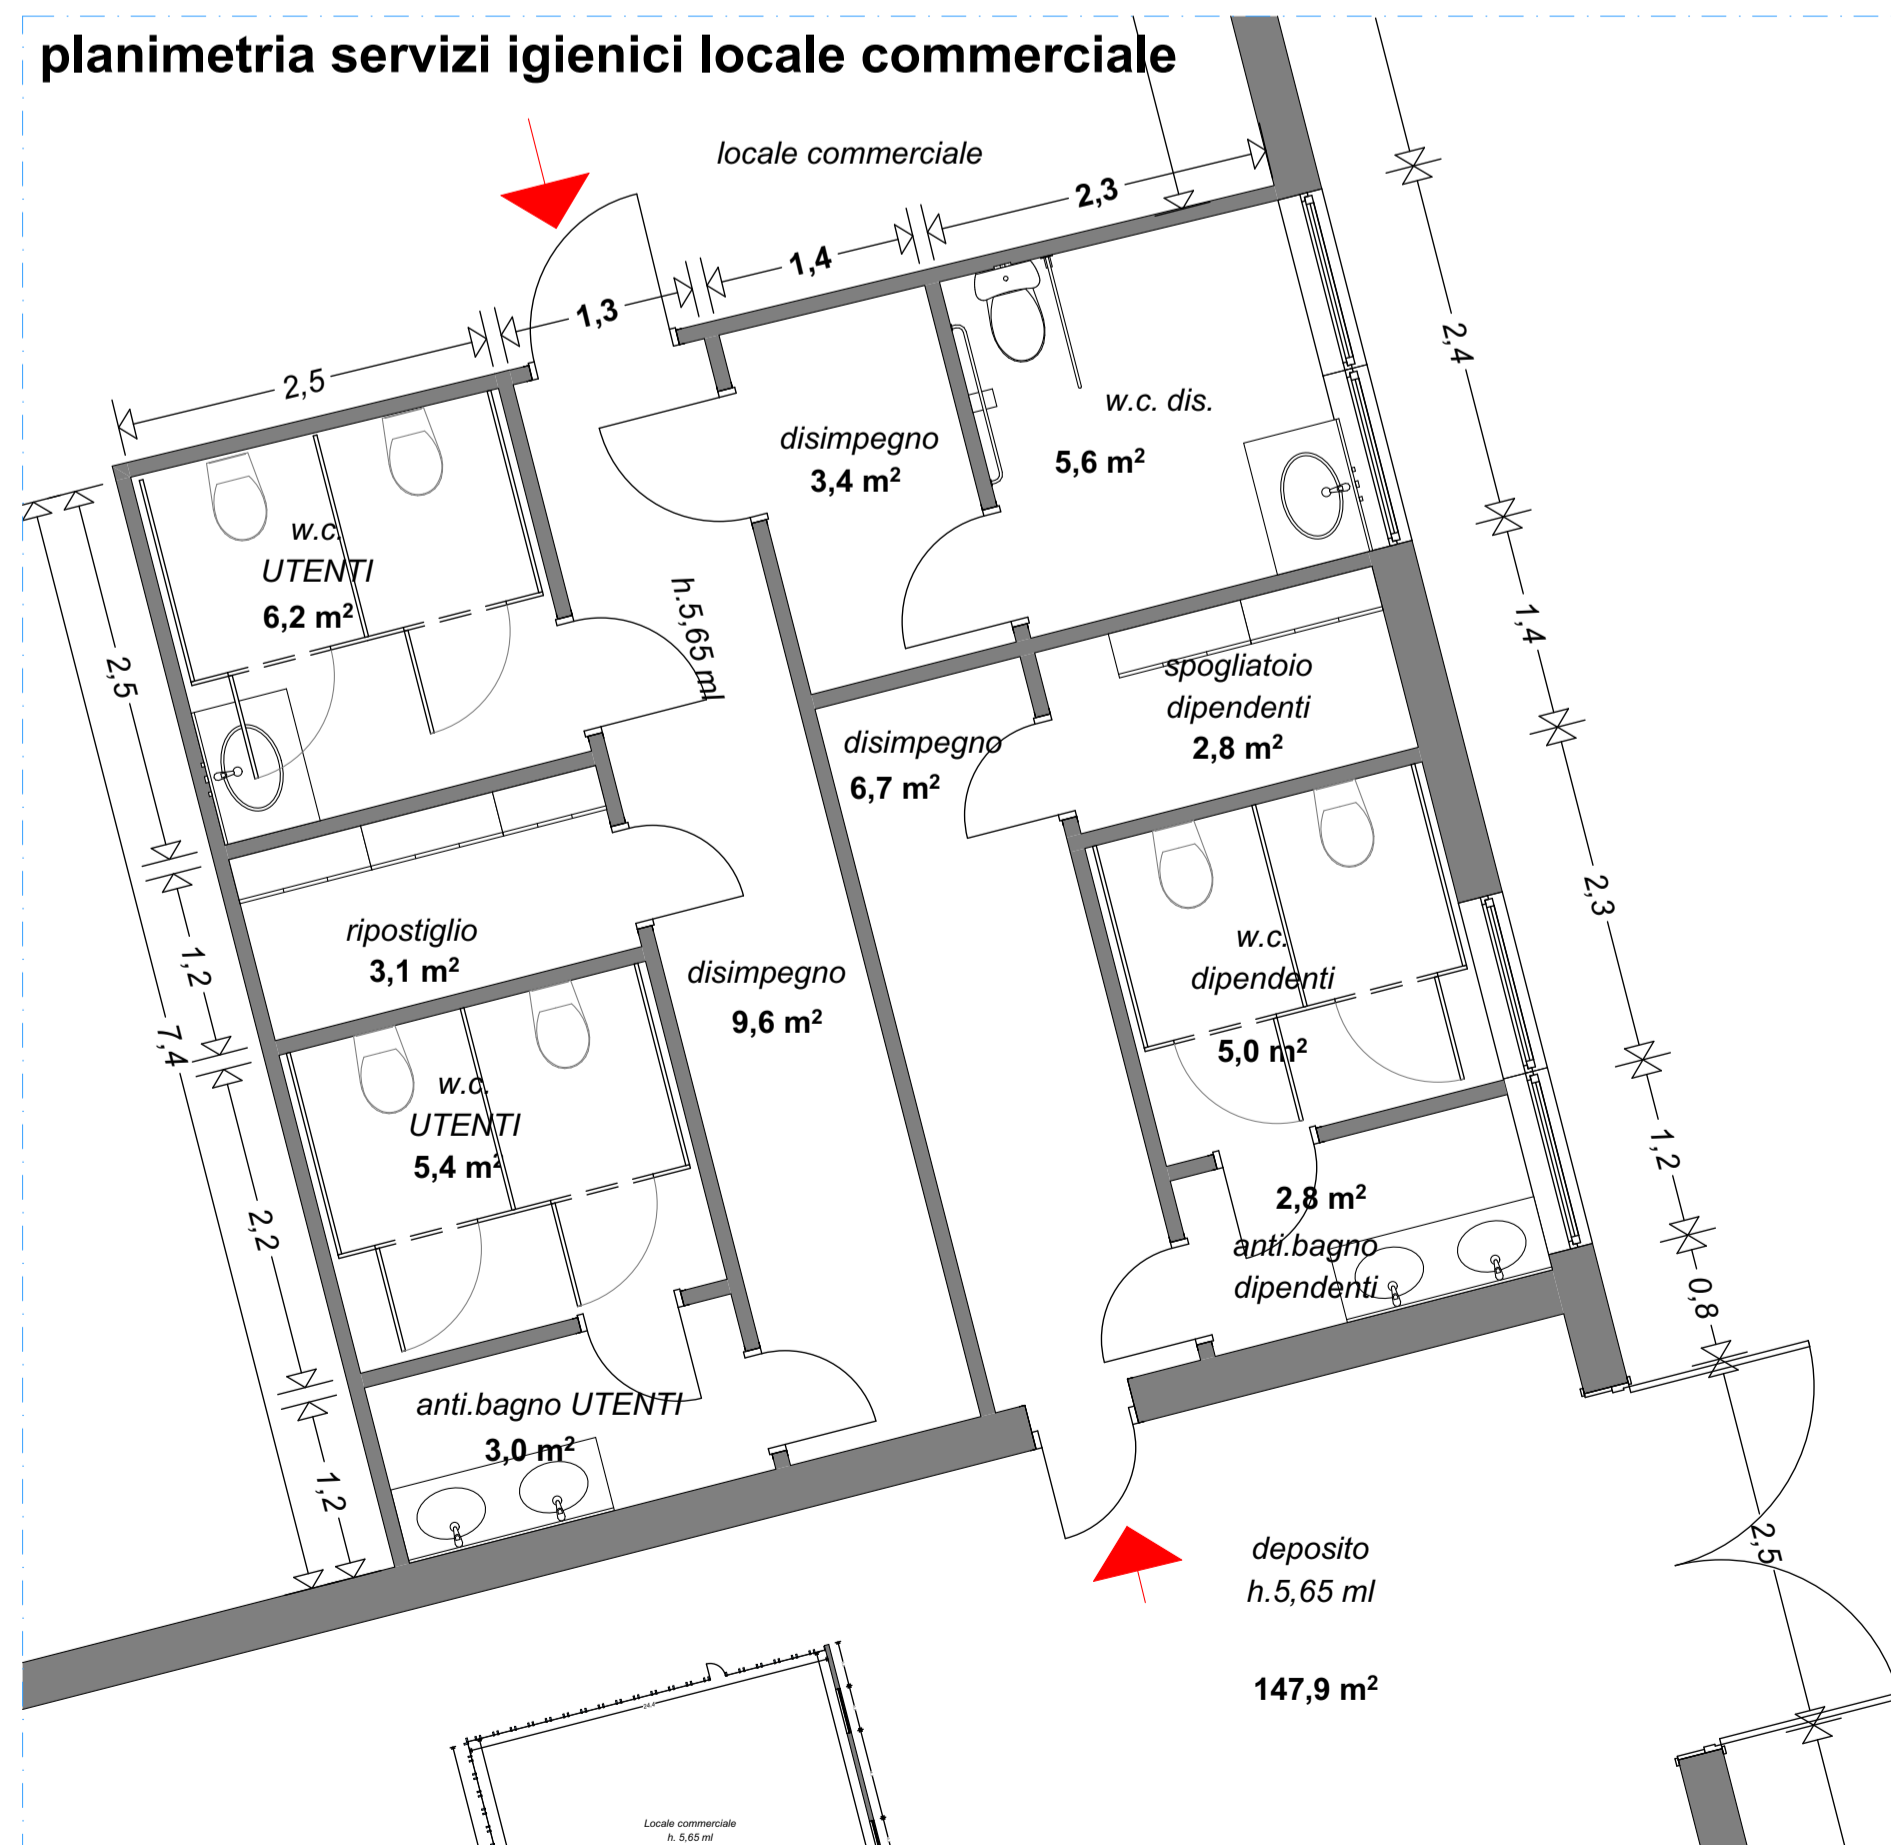 planimetria servizi igienici locale commerciale
locale commerciale
2,3
1,4
1,3
2,5
2,4
w.c. dis.
5,6 m²
disimpegno
3,4 m²
w.c.
UTENTI
6,2 m²
h.5,65 ml
1,4
2,5
spogliatoio
dipendenti
2,8 m²
disimpegno
6,7 m²
2,3
ripostiglio
3,1 m²
w.c.
dipendenti
5,0 m²
1,2
disimpegno
9,6 m²
7,4
w.c.
UTENTI
5,4 m²
1,2
2,2
2,8 m²
anti.bagno
dipendenti
0,8
anti.bagno UTENTI
3,0 m²
1,2
deposito
h.5,65 ml
2,5
147,9 m²
24,4
Locale commerciale
h. 5,65 ml